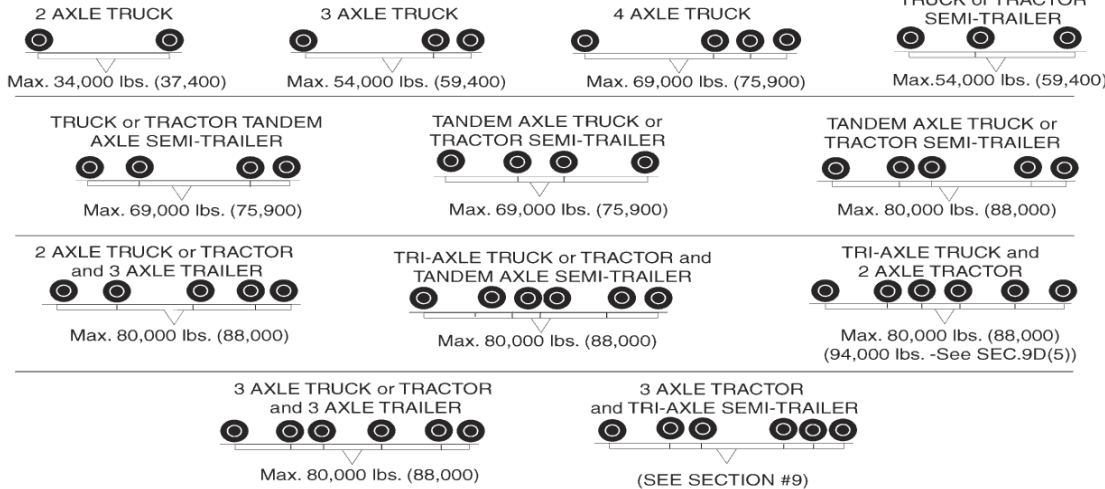 2 AXLE TRUCK
3 AXLE TRUCK
4 AXLE TRUCK
TRUCK or TRACTOR
SEMI-TRAILER
Max. 34,000 lbs. (37,400)
Max. 54,000 lbs. (59,400)
Max. 69,000 lbs. (75,900)
Max.54,000 lbs. (59,400)
TRUCK or TRACTOR TANDEM
AXLE SEMI-TRAILER
Max. 69,000 lbs. (75,900)
TANDEM AXLE TRUCK or
TRACTOR SEMI-TRAILER
Max. 69,000 lbs. (75,900)
TANDEM AXLE TRUCK or
TRACTOR SEMI-TRAILER
Max. 80,000 lbs. (88,000)
2 AXLE TRUCK or TRACTOR
and 3 AXLE TRAILER
Max. 80,000 lbs. (88,000)
TRI-AXLE TRUCK or TRACTOR and
TANDEM AXLE SEMI-TRAILER
Max. 80,000 lbs. (88,000)
TRI-AXLE TRUCK and
2 AXLE TRACTOR
Max. 80,000 lbs. (88,000)
(94,000 lbs. -See SEC.9D(5))
3 AXLE TRUCK or TRACTOR
and 3 AXLE TRAILER
Max. 80,000 lbs. (88,000)
3 AXLE TRACTOR
and TRI-AXLE SEMI-TRAILER
(SEE SECTION #9)